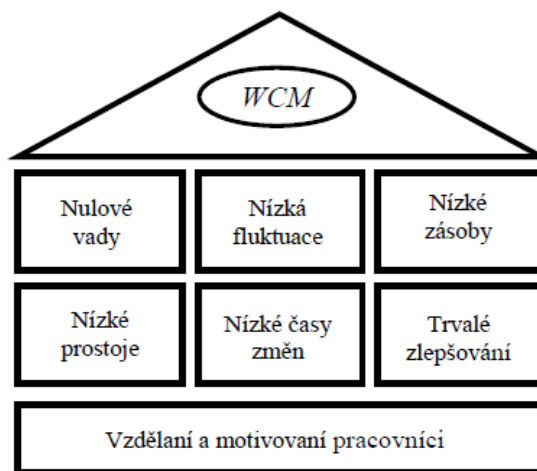 WCM
Nulové
vady
Nízká
fluktuace
Nízké
zásoby
Nízké
prostoje
Nízké časy
změn
Trvalé
zlepšování
Vzdělaní a motivovaní pracovníci